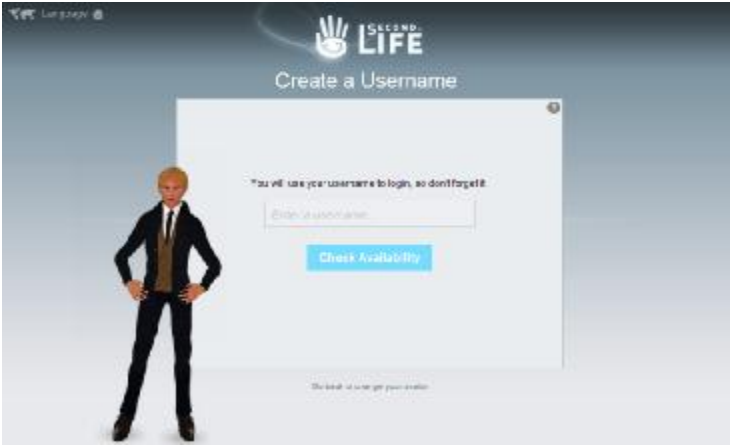 Language
SECOND
LIFE
Create a Username
?
You will use your username to login, so don't forget it
Enter a username
Check Availability